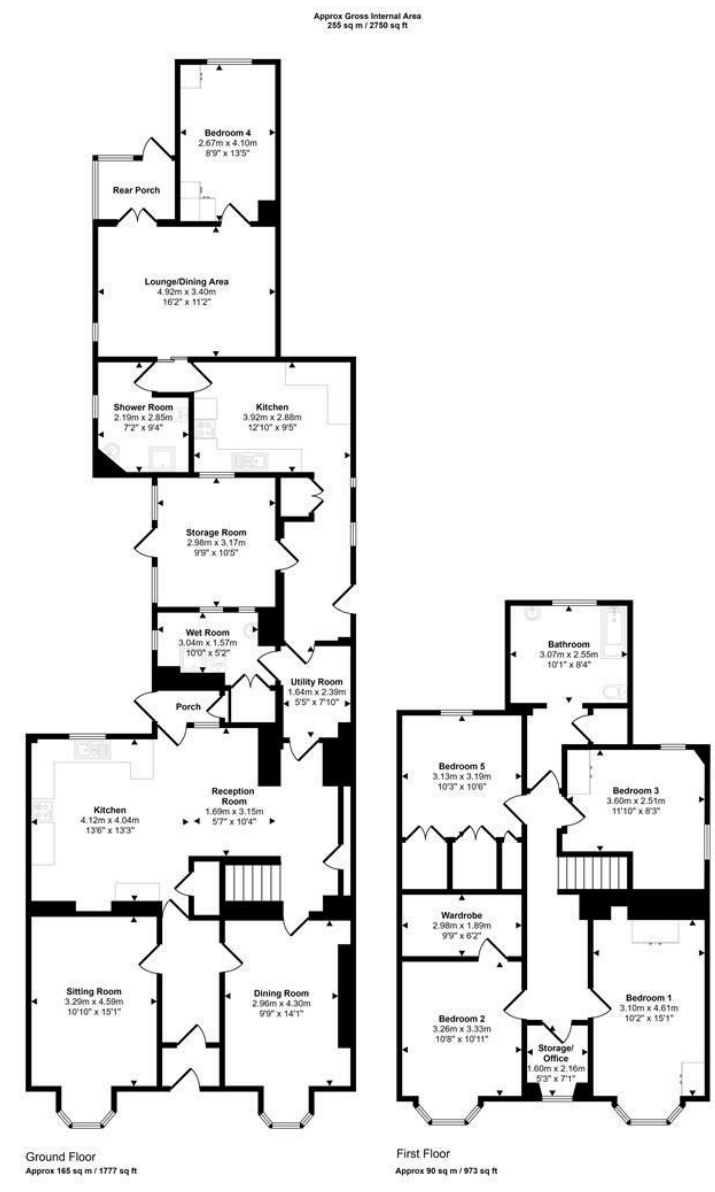 Approx Gross Internal Area
255 sq m / 2750 sq ft
Bedroom 4
2.67m x 4.10m
8'9" x 13'5"
Rear Porch
Lounge/Dining Area
4.92m x 3.40m
16'2" x 11'2"
Shower Room
2.19m x 2.85m
7'2" x 9'4"
Kitchen
3.92m x 2.88m
12'10" x 9'5"
Storage Room
2.98m x 3.17m
9'9" x 10'5"
Wet Room
3.04m x 1.57m
10'0" x 5'2"
Utility Room
1.64m x 2.39m
5'5" x 7'10"
Porch
Kitchen
4.12m x 4.04m
13'6" x 13'3"
Reception
Room
1.69m x 3.15m
5'7" x 10'4"
Sitting Room
3.29m x 4.59m
10'10" x 15'1"
Dining Room
2.96m x 4.30m
9'9" x 14'1"
Ground Floor
Approx 165 sq m / 1777 sq ft
Bathroom
3.07m x 2.55m
10'1" x 8'4"
Bedroom 5
3.13m x 3.19m
10'3" x 10'6"
Bedroom 3
3.60m x 2.51m
11'10" x 8'3"
Wardrobe
2.98m x 1.89m
9'9" x 6'2"
Bedroom 2
3.26m x 3.33m
10'8" x 10'11"
Bedroom 1
3.10m x 4.61m
10'2" x 15'1"
Storage/
Office
1.60m x 2.16m
5'3" x 7'1"
First Floor
Approx 90 sq m / 973 sq ft